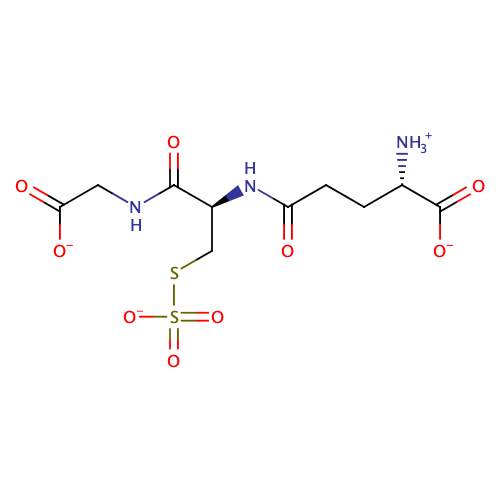 O NH3+
O O H N O
N H O O−
O− S
O− S O
O